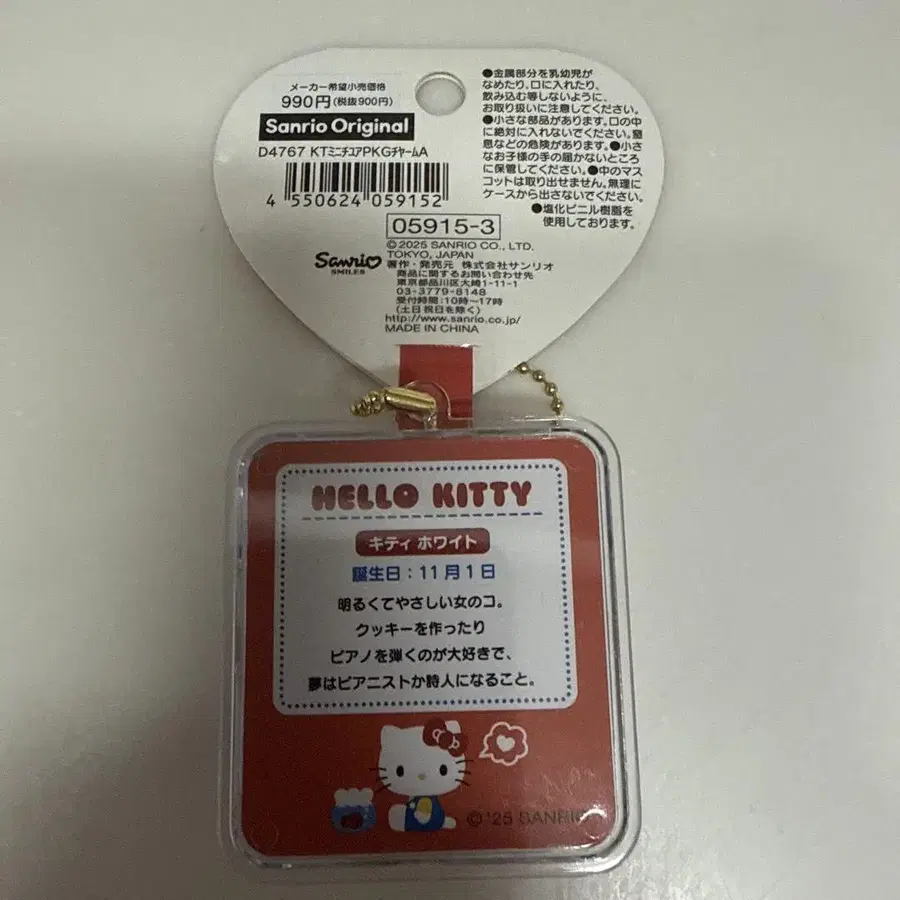 メーカー希望小売価格
990円(税抜900円)
Sanrio Original
D4767 KTミニチュアPKGチャームA
4 550624 059152
05915-3
●金属部分を乳幼児が
なめたり、口に入れたり、
飲み込む等しないように、
お取り扱いに注意してください。
●小さな部品があります。口の中
に絶対に入れないでください。窒
息などの危険があります。●小さ
なお子様の手の届かないところ
に保管してください。●中のマス
コットは取り出せません。無理に
ケースから出さないでください。
●塩化ビニル樹脂を
使用しております。
©2025 SANRIO CO., LTD.
TOKYO, JAPAN
Sanrio
SMILES
著作・発売元 株式会社サンリオ
商品に関するお問い合わせ先
東京都品川区大崎1-11-1
03-3779-8148
受付時間:10時〜17時
(土日祝日を除く)
http://www.sanrio.co.jp/
MADE IN CHINA
HELLO KITTY
キティ ホワイト
誕生日:11月1日
明るくてやさしい女のコ。
クッキーを作ったり
ピアノを弾くのが大好きで、
夢はピアニストか詩人になること。
©'25 SANRIO